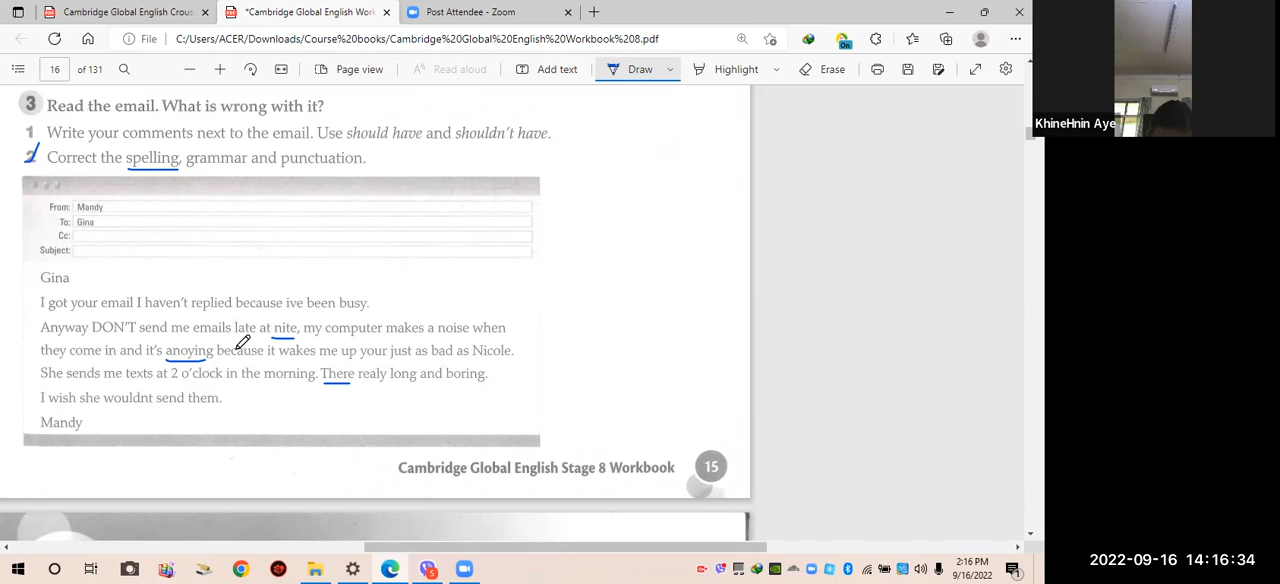 Cambridge Global English Cours
*Cambridge Global English Work
Post Attendee - Zoom
File
C:/Users/ACER/Downloads/Course%20books/Cambridge%20Global%20English%20Workbook%208.pdf
16 of 131
Page view
Read aloud
Add text
Draw
Highlight
Erase
On
KhineHnin Aye
3 Read the email. What is wrong with it?
1 Write your comments next to the email. Use should have and shouldn't have.
2 Correct the spelling, grammar and punctuation.
From: Mandy
To: Gina
Cc:
Subject:
Gina
I got your email I haven't replied because ive been busy.
Anyway DON'T send me emails late at nite, my computer makes a noise when
they come in and it's anoying because it wakes me up your just as bad as Nicole.
She sends me texts at 2 o'clock in the morning. There realy long and boring.
I wish she wouldnt send them.
Mandy
Cambridge Global English Stage 8 Workbook 15
2:16 PM
9/16/2022
2022-09-16 14:16:34